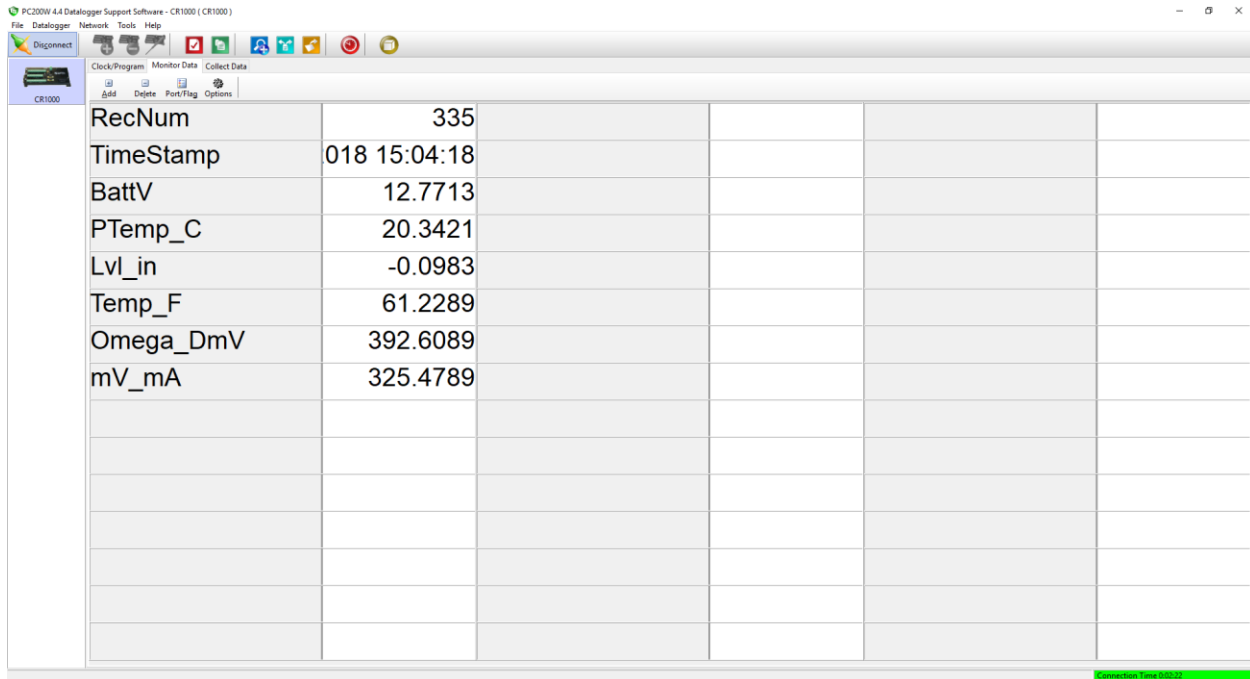 PC200W 4.4 Datalogger Support Software - CR1000 ( CR1000 )
File Datalogger Network Tools Help
Disconnect
CR1000
Clock/Program Monitor Data Collect Data
Add Delete Port/Flag Options
RecNum 335
TimeStamp 018 15:04:18
BattV 12.7713
PTemp_C 20.3421
Lvl_in -0.0983
Temp_F 61.2289
Omega_DmV 392.6089
mV_mA 325.4789
Connection Time 0:02:22